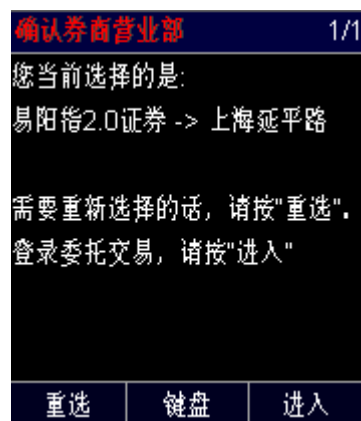 确认券商营业部 1/1
您当前选择的是:
易阳指2.0证券 -> 上海延平路
需要重新选择的话，请按"重选".
登录委托交易，请按"进入"
重选 键盘 进入